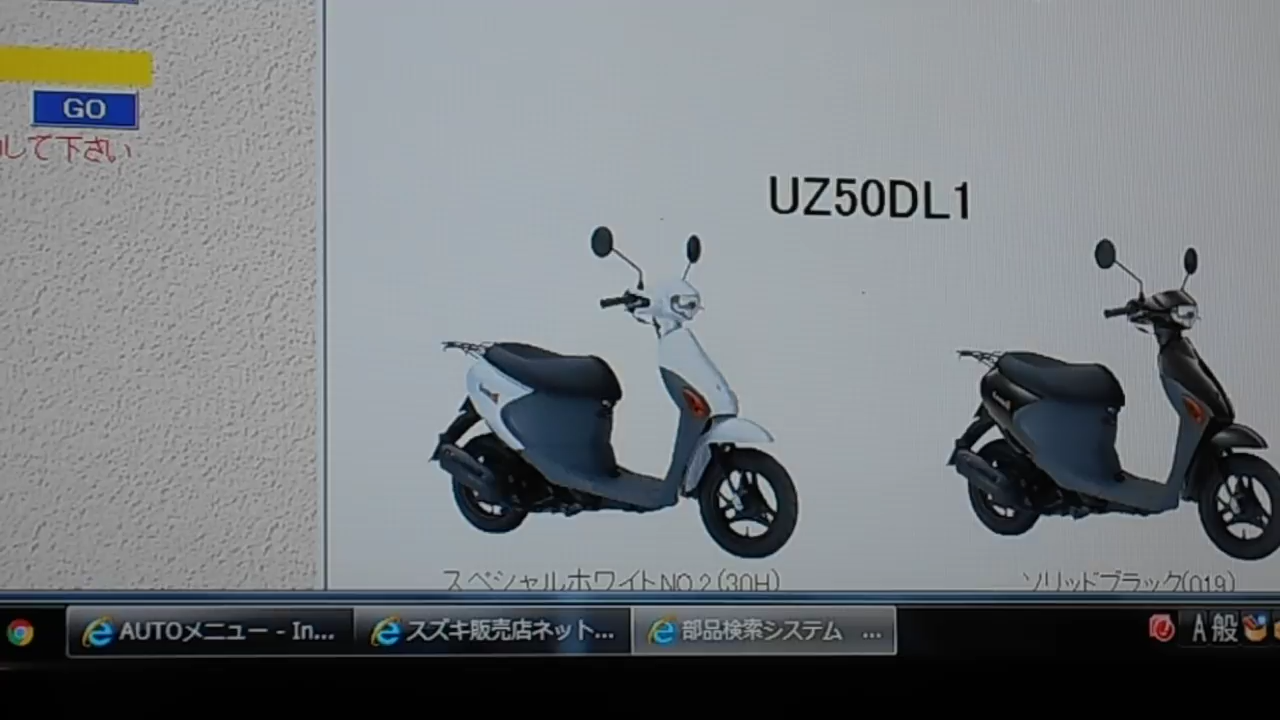 GO
して下さい
UZ50DL1
スペシャルホワイトNO.2(30H)
ソリッドブラック(019)
AUTOメニュー - In...
スズキ販売店ネット...
部品検索システム ...
A 般